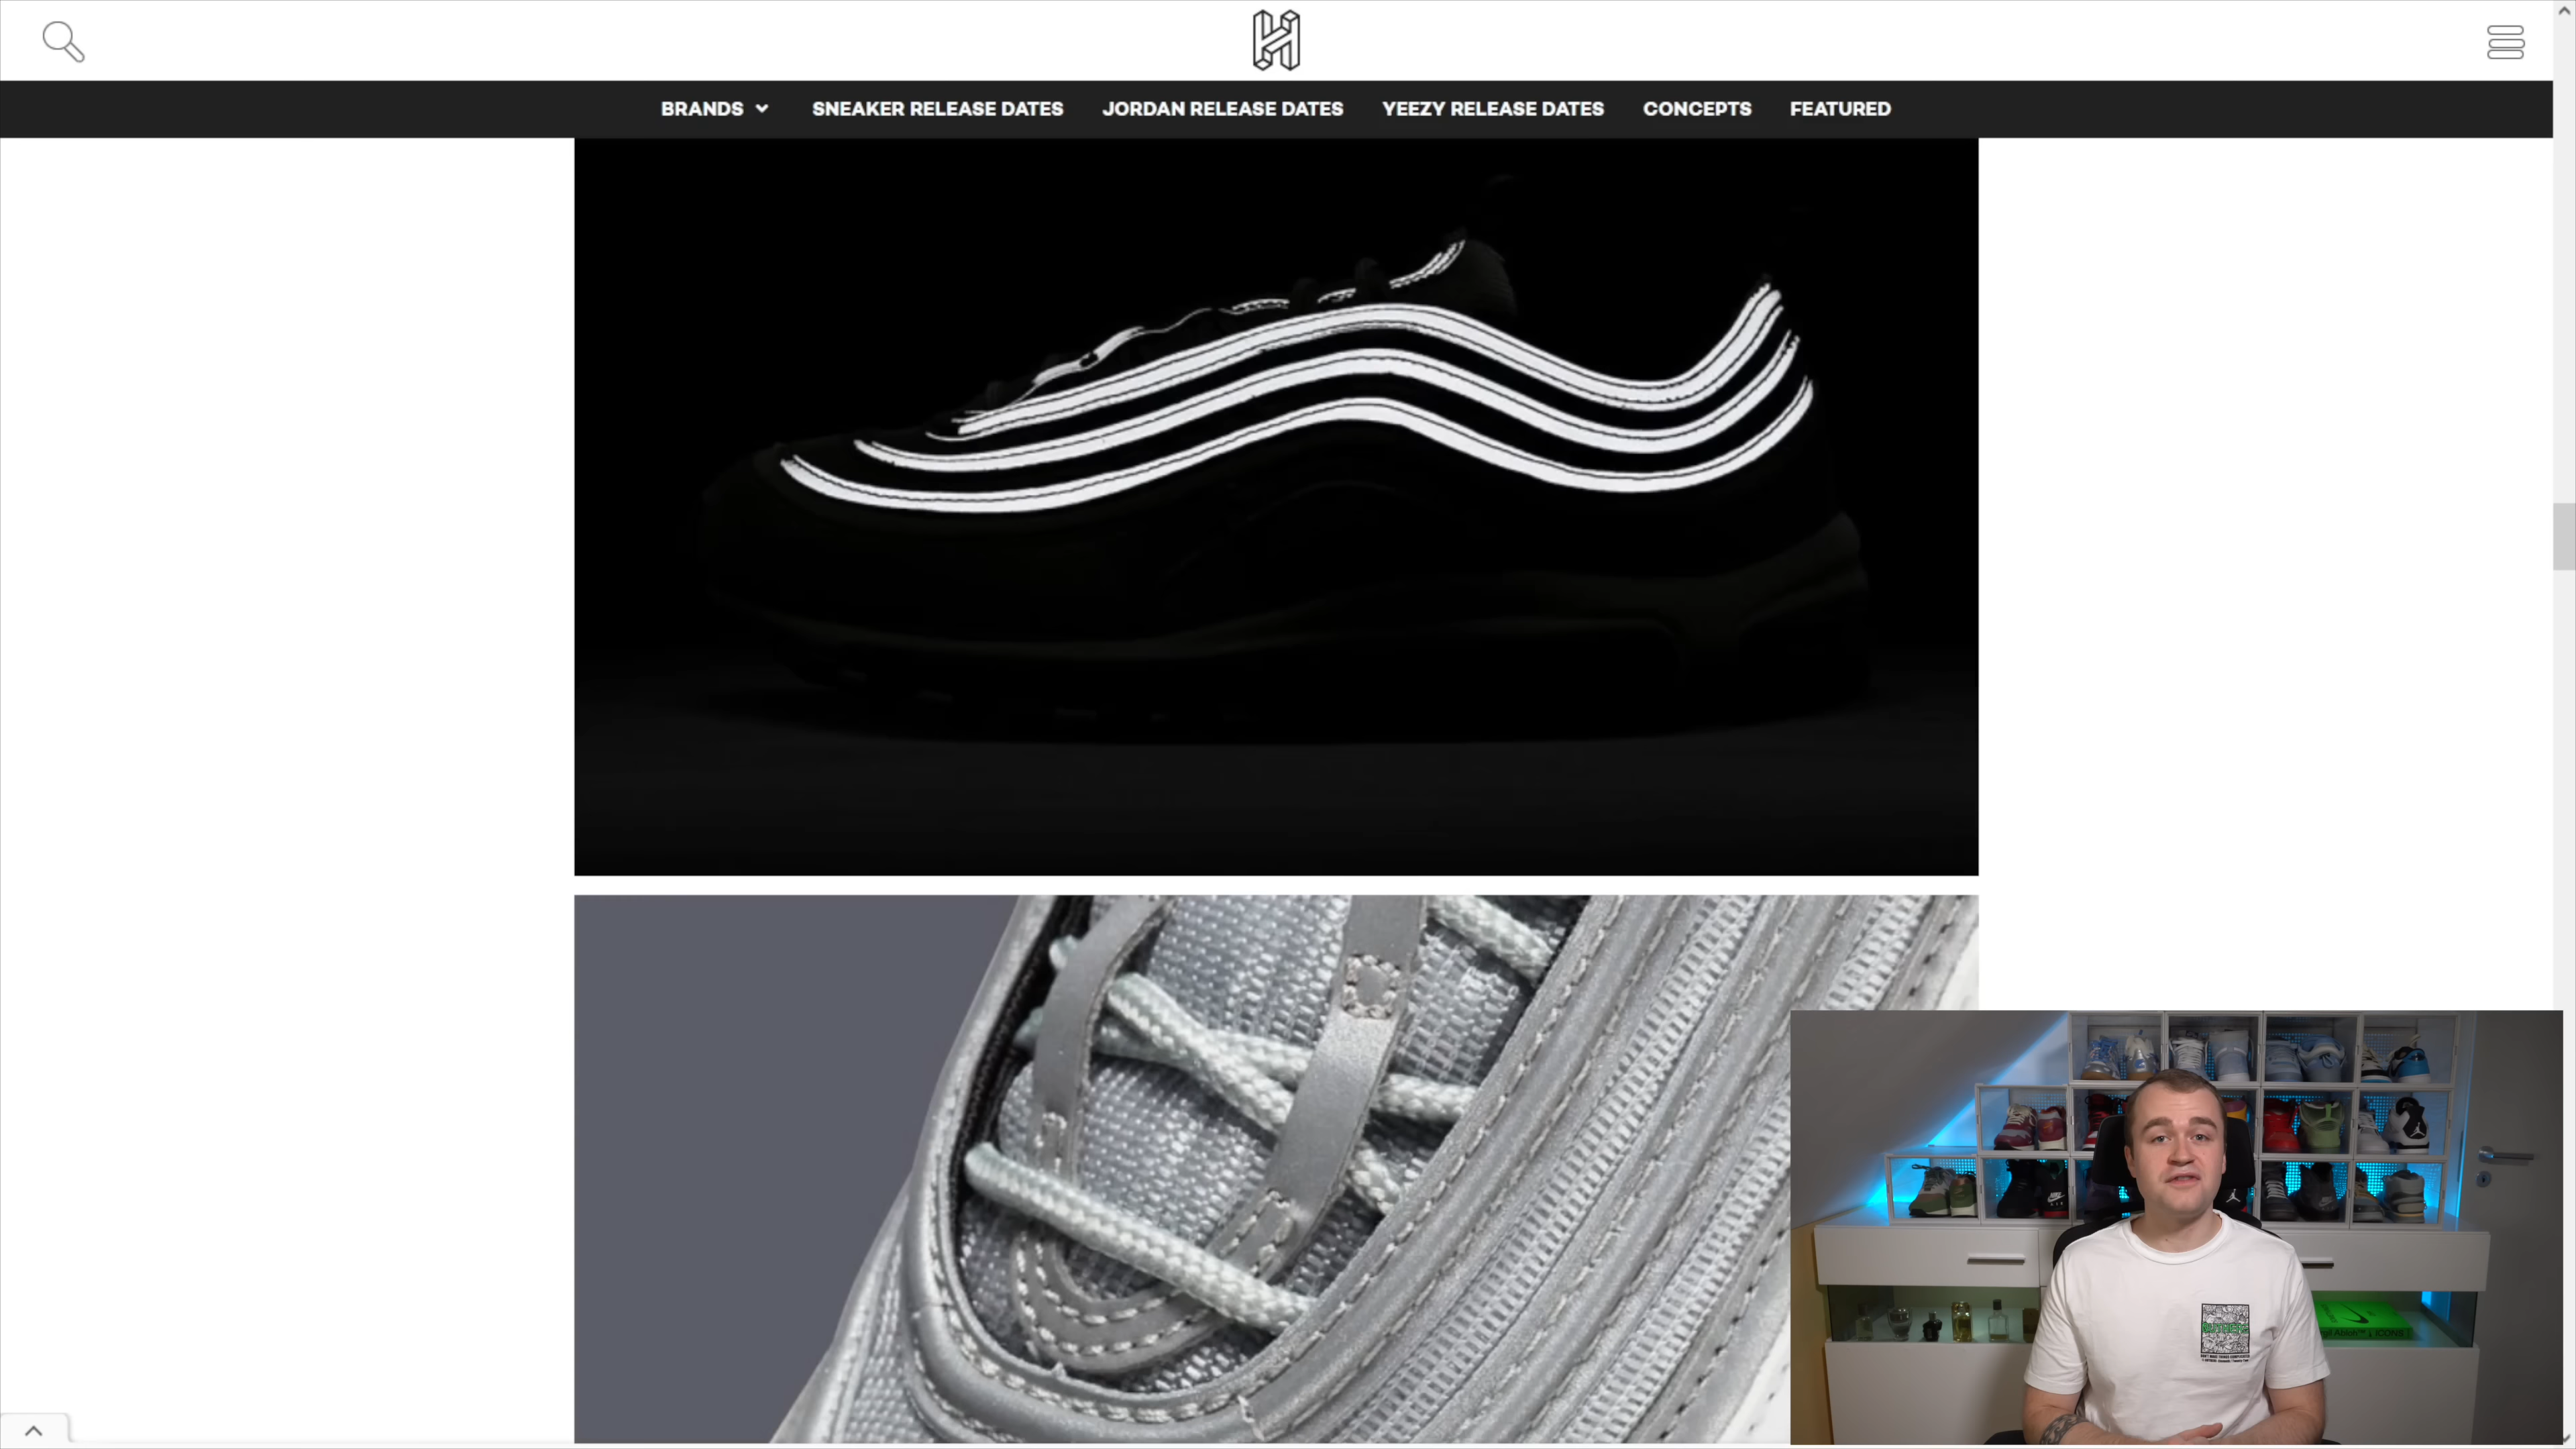 BRANDS
SNEAKER RELEASE DATES
JORDAN RELEASE DATES
YEEZY RELEASE DATES
CONCEPTS
FEATURED